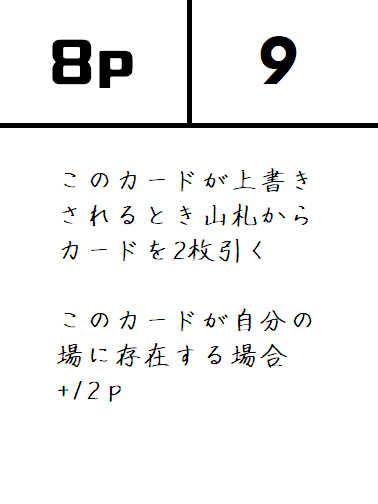 8p
9
このカードが上書き
されるとき山札から
カードを2枚引く
このカードが自分の
場に存在する場合
+12p